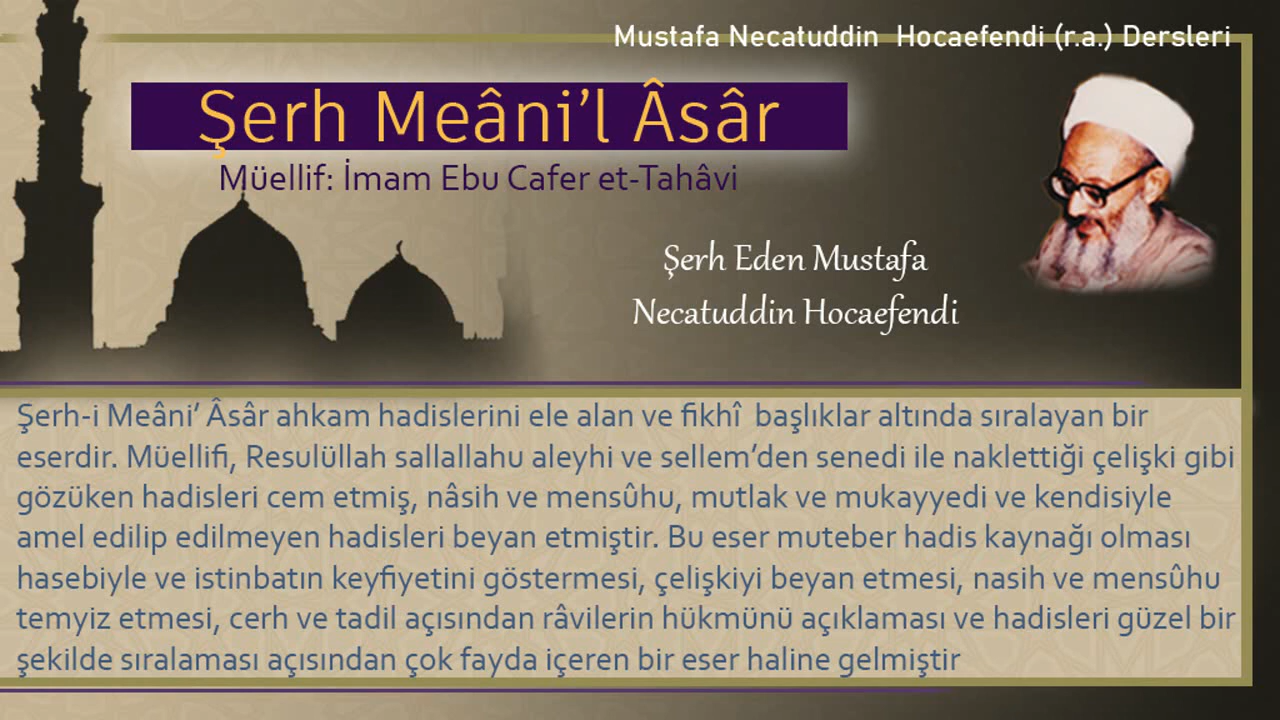 Mustafa Necatuddin Hocaefendi (r.a.) Dersleri
Şerh Meâni’l Âsâr
Müellif: İmam Ebu Cafer et-Tahâvi
Şerh Eden Mustafa
Necatuddin Hocaefendi
Şerh-i Meâni’ Âsâr ahkam hadislerini ele alan ve fikhî başlıklar altında sıralayan bir
eserdir. Müellifi, Resulüllah sallallahu aleyhi ve sellem’den senedi ile naklettiği çelişki gibi
gözüken hadisleri cem etmiş, nâsih ve mensûhu, mutlak ve mukayyedi ve kendisiyle
amel edilip edilmeyen hadisleri beyan etmiştir. Bu eser muteber hadis kaynağı olması
hasebiyle ve istinbatın keyfiyetini göstermesi, çelişkiyi beyan etmesi, nasih ve mensûhu
temyiz etmesi, cerh ve tadil açısından râvilerin hükmünü açıklaması ve hadisleri güzel bir
şekilde sıralaması açısından çok fayda içeren bir eser haline gelmiştir